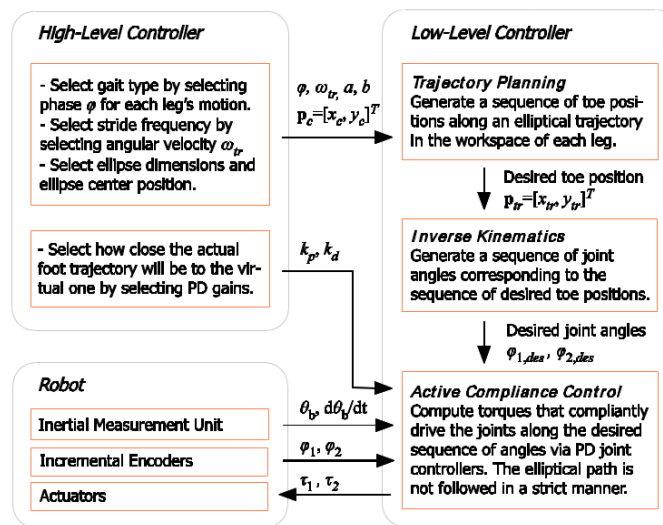 High-Level Controller
- Select gait type by selecting
phase φ for each leg's motion.
- Select stride frequency by
selecting angular velocity ω_tr
- Select ellipse dimensions and
ellipse center position.
- Select how close the actual
foot trajectory will be to the vir-
tual one by selecting PD gains.
φ, ω_tr, a, b
p_c=[x_c, y_c]^T
k_p, k_d
Low-Level Controller
Trajectory Planning
Generate a sequence of toe posi-
tions along an elliptical trajectory
in the workspace of each leg.
Desired toe position
p_tr=[x_tr, y_tr]^T
Inverse Kinematics
Generate a sequence of joint
angles corresponding to the
sequence of desired toe positions.
Desired joint angles
φ_1,des, φ_2,des
Active Compliance Control
Compute torques that compliantly
drive the joints along the desired
sequence of angles via PD joint
controllers. The elliptical path is
not followed in a strict manner.
Robot
Inertial Measurement Unit
Incremental Encoders
Actuators
θ_b, dθ_b/dt
φ_1, φ_2
τ_1, τ_2